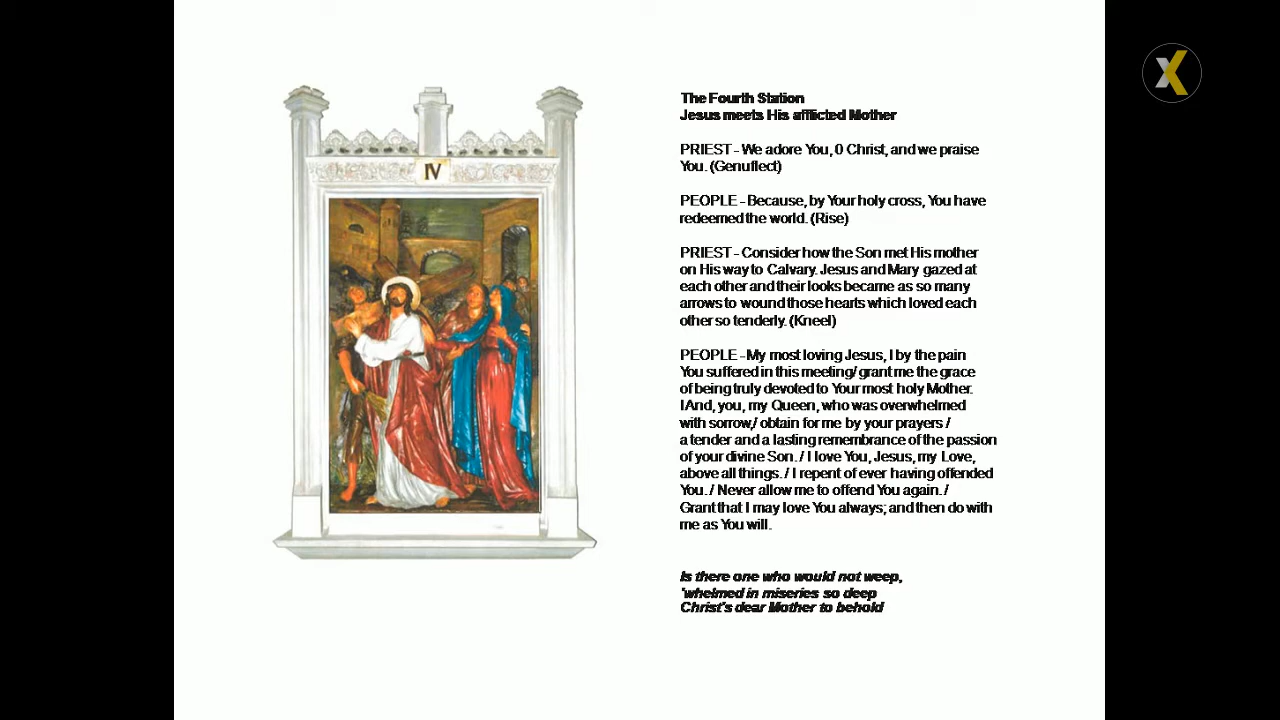 IV
The Fourth Station
Jesus meets His afflicted Mother
PRIEST - We adore You, 0 Christ, and we praise
You. (Genuflect)
PEOPLE - Because, by Your holy cross, You have
redeemed the world. (Rise)
PRIEST - Consider how the Son met His mother
on His way to Calvary. Jesus and Mary gazed at
each other and their looks became as so many
arrows to wound those hearts which loved each
other so tenderly. (Kneel)
PEOPLE - My most loving Jesus, I by the pain
You suffered in this meeting/ grant me the grace
of being truly devoted to Your most holy Mother.
I And, you, my Queen, who was overwhelmed
with sorrow,/ obtain for me by your prayers /
a tender and a lasting remembrance of the passion
of your divine Son. / I love You, Jesus, my Love,
above all things. / I repent of ever having offended
You. / Never allow me to offend You again. /
Grant that I may love You always; and then do with
me as You will.
Is there one who would not weep,
'whelmed in miseries so deep
Christ's dear Mother to behold